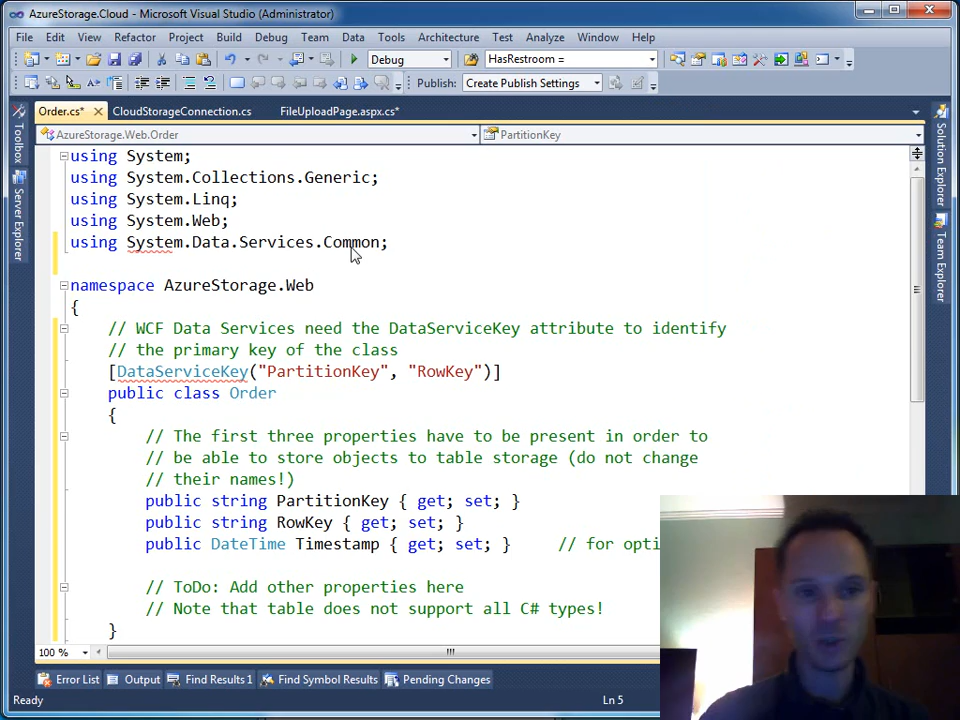 AzureStorage.Cloud - Microsoft Visual Studio (Administrator)
File Edit View Refactor Project Build Debug Team Data Tools Architecture Test Analyze Window Help
Debug HasRestroom =
Publish: Create Publish Settings
Order.cs* CloudStorageConnection.cs FileUploadPage.aspx.cs*
AzureStorage.Web.Order PartitionKey
Toolbox
Server Explorer
Solution Explorer
Team Explorer
using System;
using System.Collections.Generic;
using System.Linq;
using System.Web;
using System.Data.Services.Common;
namespace AzureStorage.Web
{
// WCF Data Services need the DataServiceKey attribute to identify
// the primary key of the class
[DataServiceKey("PartitionKey", "RowKey")]
public class Order
{
// The first three properties have to be present in order to
// be able to store objects to table storage (do not change
// their names!)
public string PartitionKey { get; set; }
public string RowKey { get; set; }
public DateTime Timestamp { get; set; } // for opti
// ToDo: Add other properties here
// Note that table does not support all C# types!
}
100 %
Error List Output Find Results 1 Find Symbol Results Pending Changes
Ready Ln 5